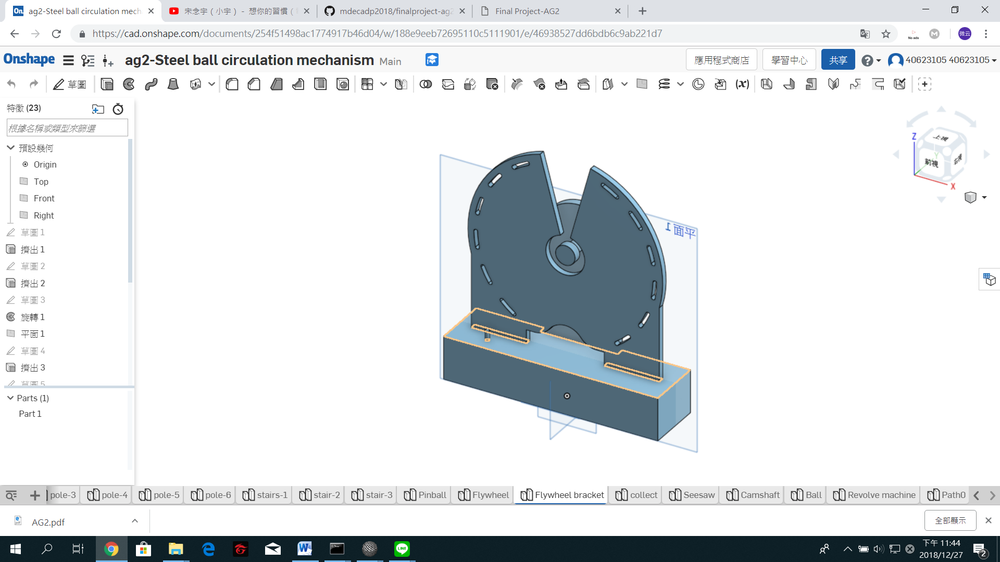 ag2-Steel ball circulation mech
宋念宇（小宇）- 想你的習慣（
mdecadp2018/finalproject-ag2
Final Project-AG2
https://cad.onshape.com/documents/254f51498ac1774917b46d04/w/188e9eeb72695110c5111901/e/46938527dd6bdb6c9ab221d7
No ads
M
微云
Onshape
ag2-Steel ball circulation mechanism Main
應用程式商店
學習中心
共享
40623105 40623105
草圖
(x)
特徵 (23)
根據名稱或類型來篩選
預設幾何
Origin
Top
Front
Right
草圖 1
擠出 1
草圖 2
擠出 2
草圖 3
旋轉 1
平面 1
草圖 4
擠出 3
草圖 5
Parts (1)
Part 1
平面 1
Z
上視
Y
前視
右視
X
pole-3
pole-4
pole-5
pole-6
stairs-1
stair-2
stair-3
Pinball
Flywheel
Flywheel bracket
collect
Seesaw
Camshaft
Ball
Revolve machine
Path0
AG2.pdf
全部顯示
LINE
下午 11:44
2018/12/27
2